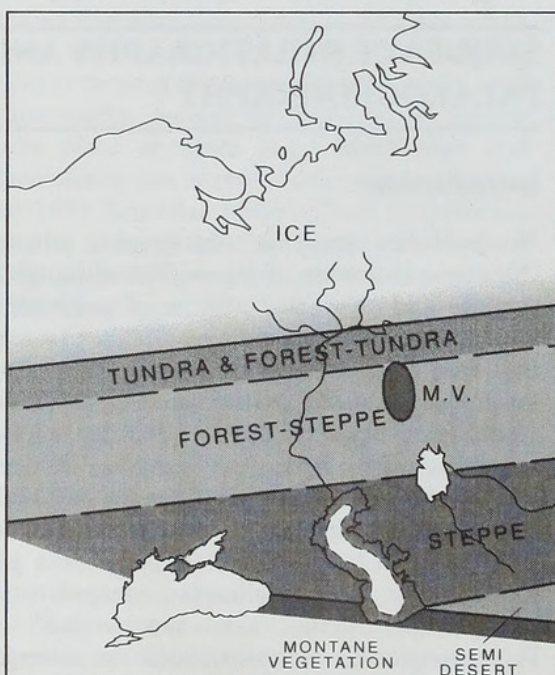 ICE
TUNDRA & FOREST-TUNDRA
M.V.
FOREST-STEPPE
STEPPE
MONTANE
VEGETATION
SEMI
DESERT